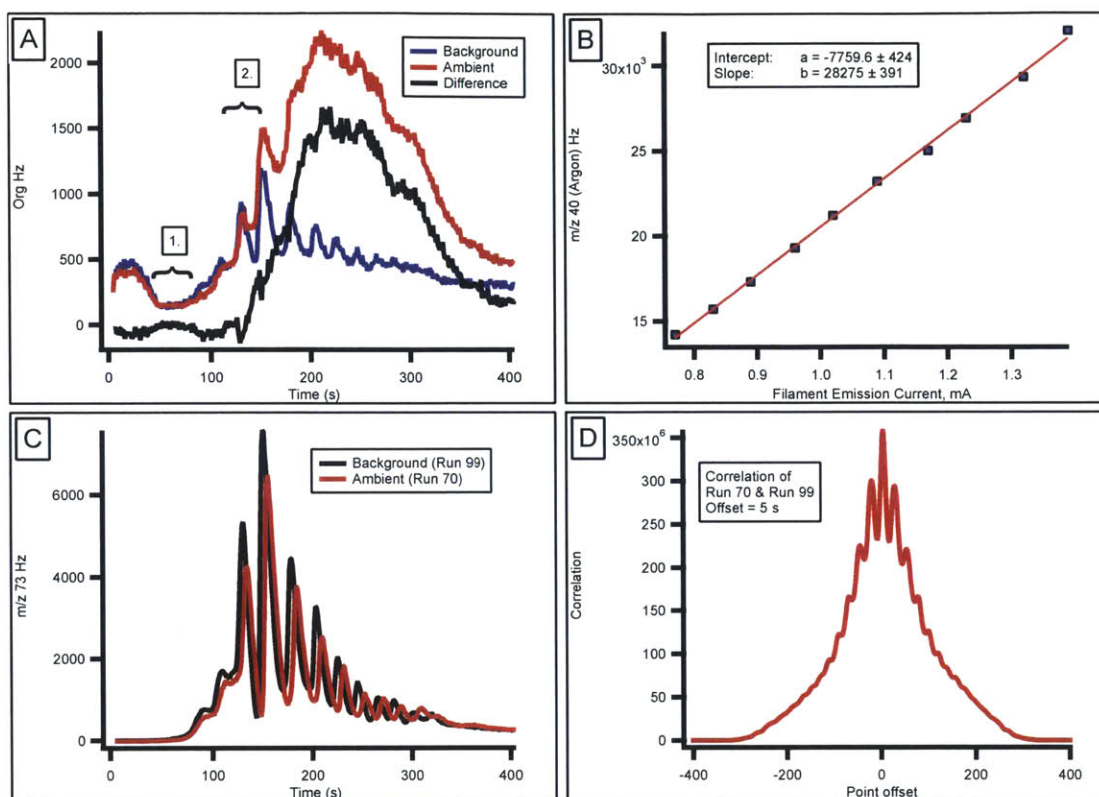 A
2000
1500
1000
500
0
Org Hz
2.
1.
Background
Ambient
Difference
0
100
200
300
400
Time (s)
B
30x10³
25
20
15
m/z 40 (Argon) Hz
Intercept: a = -7759.6 ± 424
Slope: b = 28275 ± 391
0.8
0.9
1.0
1.1
1.2
1.3
Filament Emission Current, mA
C
6000
4000
2000
0
m/z 73 Hz
Background (Run 99)
Ambient (Run 70)
0
100
200
300
400
Time (s)
D
350x10⁶
300
250
200
150
100
50
0
Correlation
Correlation of
Run 70 & Run 99
Offset = 5 s
-400
-200
0
200
400
Point offset